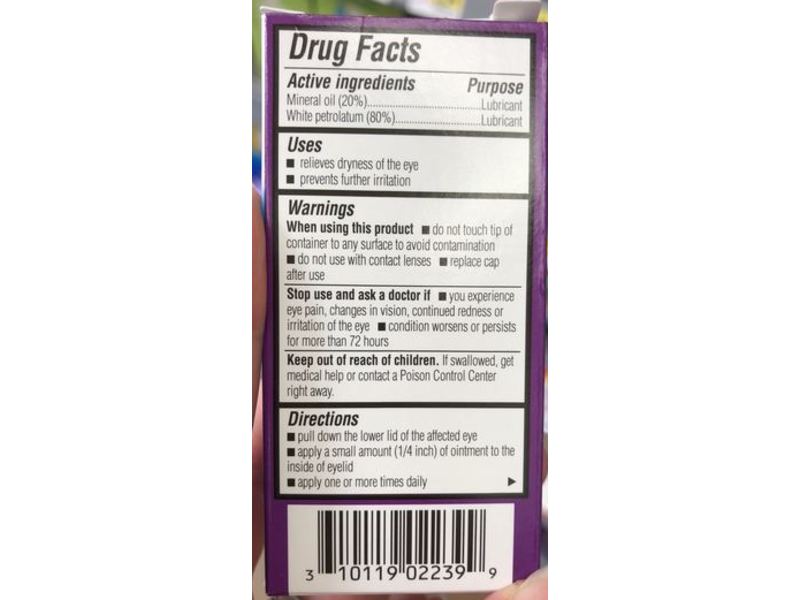 Drug Facts
Active ingredients Purpose
Mineral oil (20%)..............................Lubricant
White petrolatum (80%)......................Lubricant
Uses
■ relieves dryness of the eye
■ prevents further irritation
Warnings
When using this product ■ do not touch tip of
container to any surface to avoid contamination
■ do not use with contact lenses ■ replace cap
after use
Stop use and ask a doctor if ■ you experience
eye pain, changes in vision, continued redness or
irritation of the eye ■ condition worsens or persists
for more than 72 hours
Keep out of reach of children. If swallowed, get
medical help or contact a Poison Control Center
right away.
Directions
■ pull down the lower lid of the affected eye
■ apply a small amount (1/4 inch) of ointment to the
inside of eyelid
■ apply one or more times daily ►
3 10119 02239 9